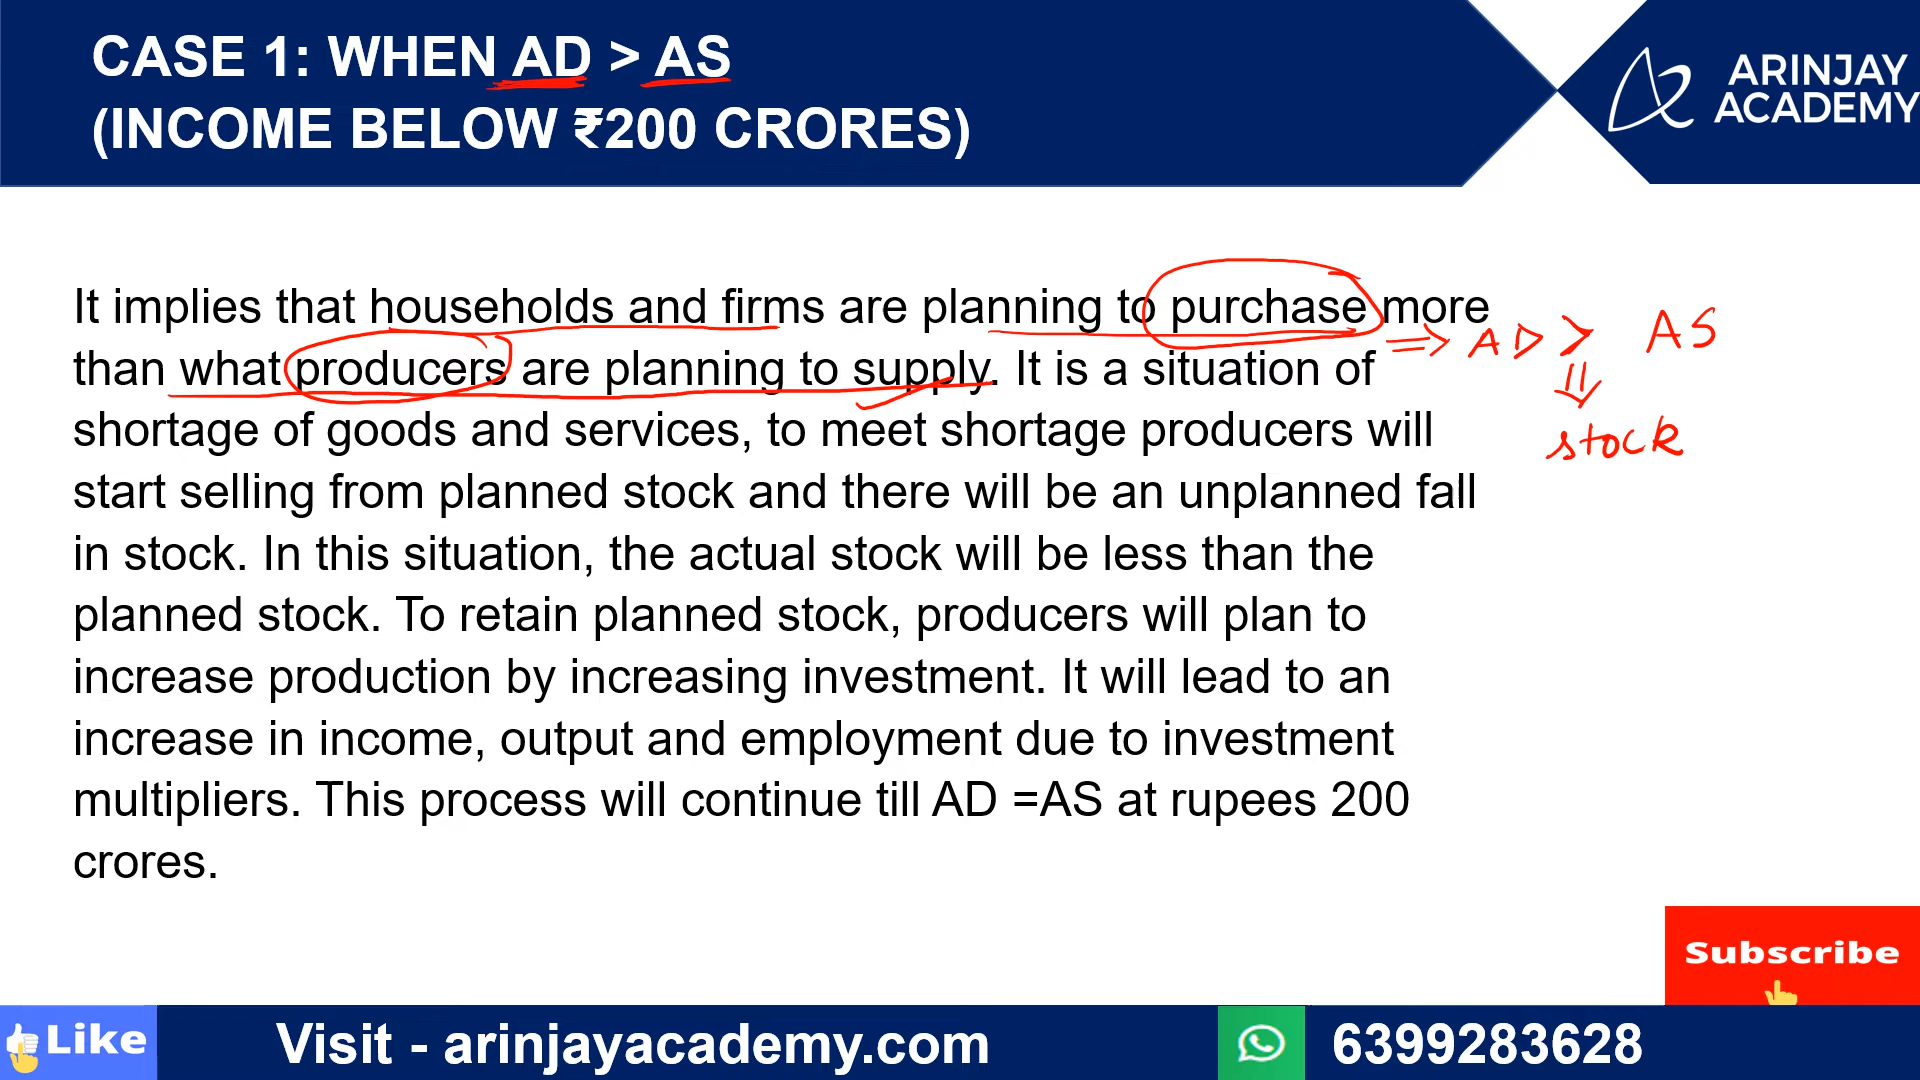 CASE 1: WHEN AD > AS
(INCOME BELOW ₹200 CRORES)
ARINJAY
ACADEMY
It implies that households and firms are planning to purchase more
than what producers are planning to supply. It is a situation of
shortage of goods and services, to meet shortage producers will
start selling from planned stock and there will be an unplanned fall
in stock. In this situation, the actual stock will be less than the
planned stock. To retain planned stock, producers will plan to
increase production by increasing investment. It will lead to an
increase in income, output and employment due to investment
multipliers. This process will continue till AD =AS at rupees 200
crores.
⇒ AD > AS
⇓
stock
Subscribe
Like
Visit - arinjayacademy.com
6399283628